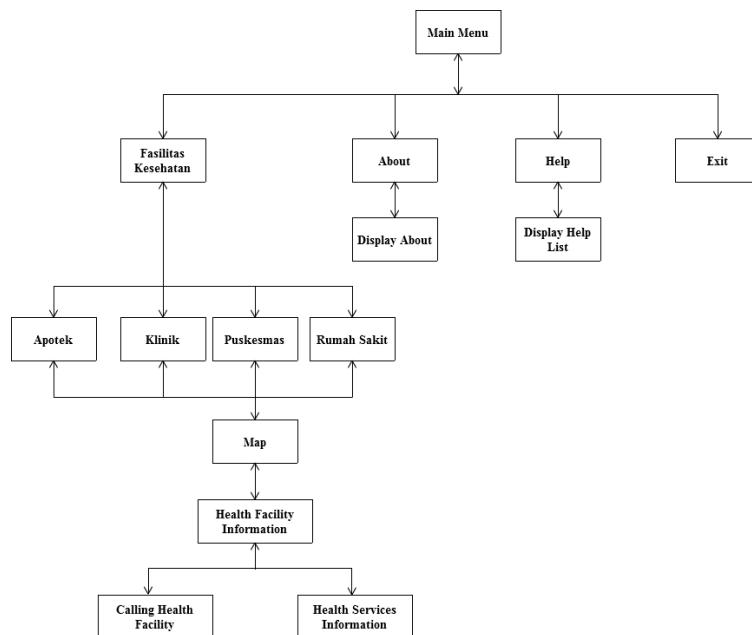 Main Menu
Fasilitas
Kesehatan
About
Help
Exit
Display About
Display Help
List
Apotek
Klinik
Puskesmas
Rumah Sakit
Map
Health Facility
Information
Calling Health
Facility
Health Services
Information